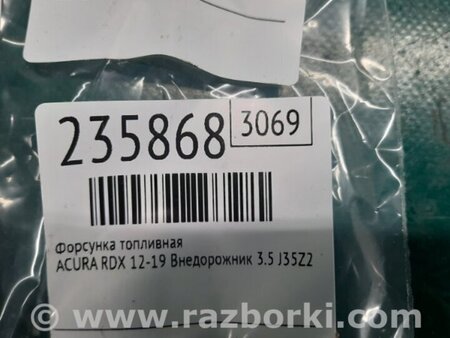 235868 3069
Форсунка топливная
ACURA RDX 12-19 Внедорожник 3.5 J35Z2
www.razborki.com